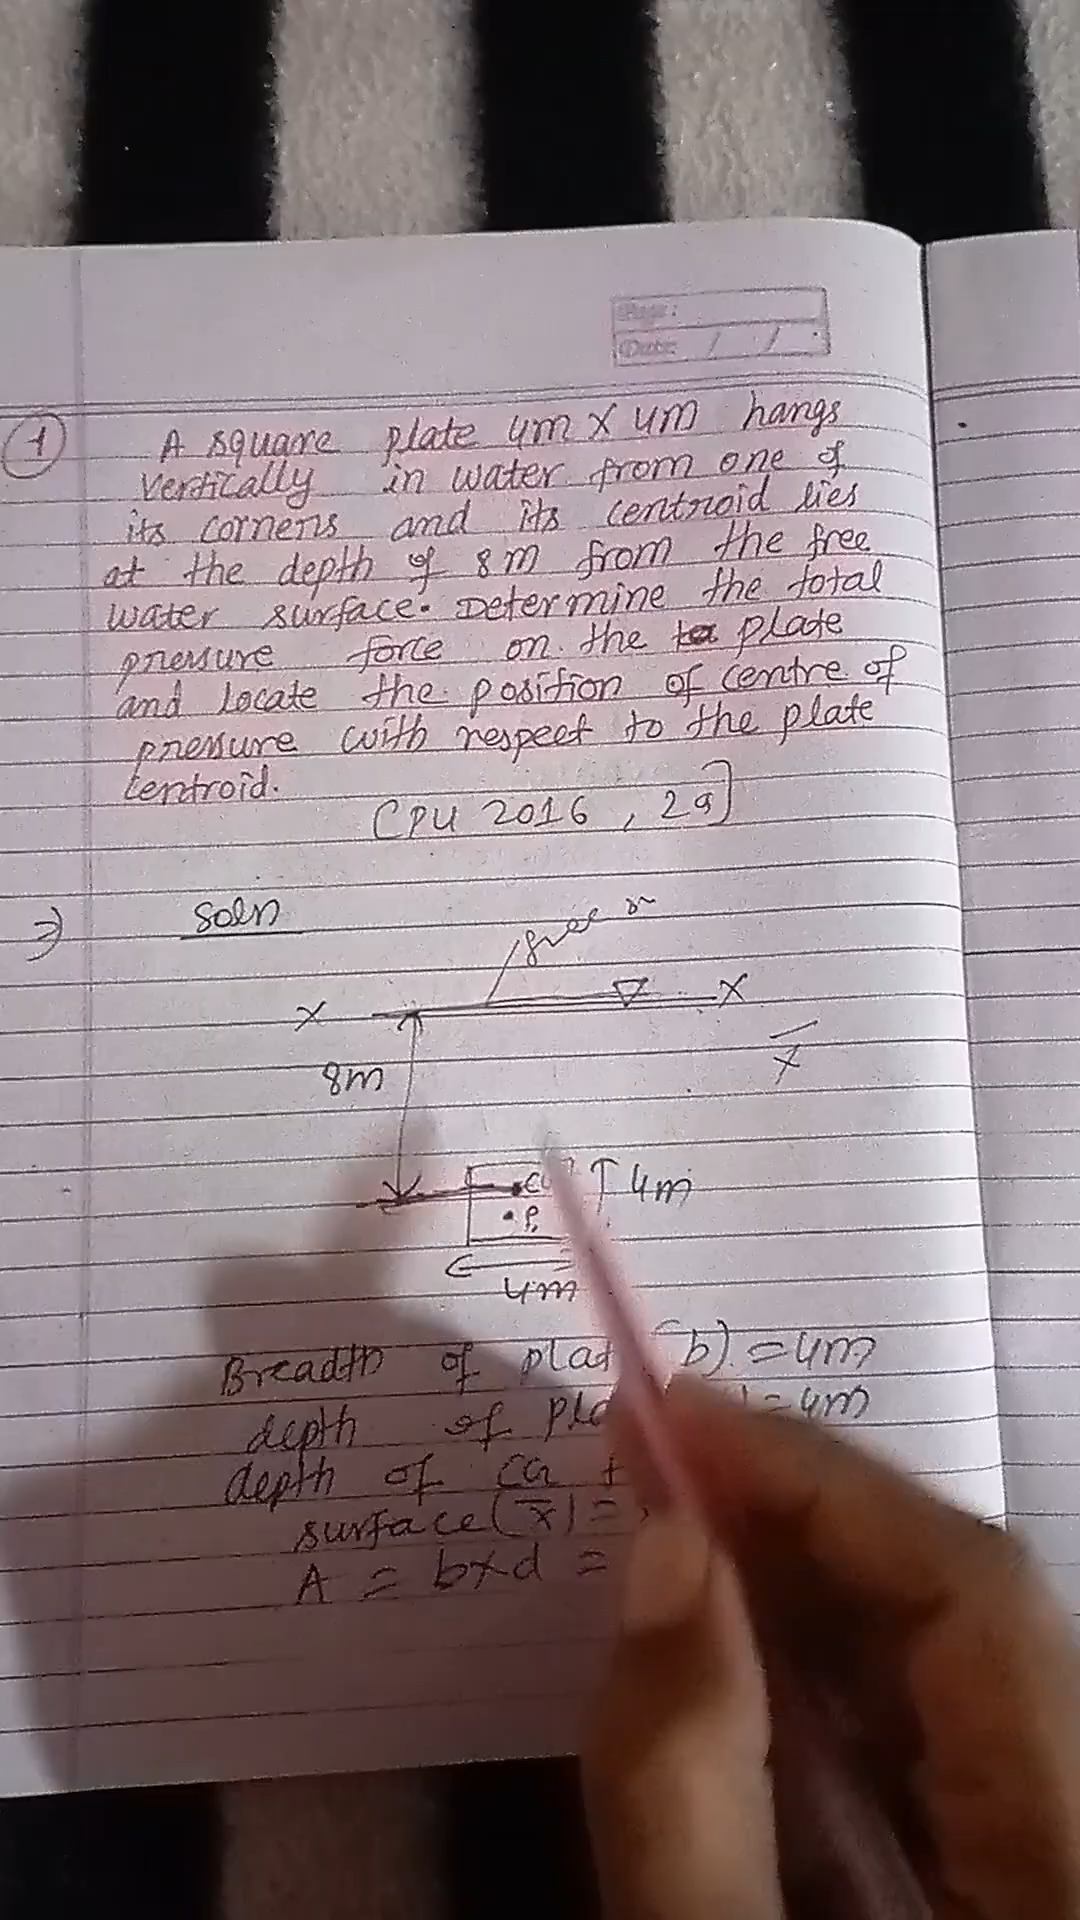 Page:
Date: / /
1
A square plate 4m x 4m hangs
vertically in water from one of
its corners and its centroid lies
at the depth of 8m from the free
water surface. Determine the total
pressure force on the plate
and locate the position of centre of
pressure with respect to the plate
centroid.
[PU 2016, 2a]
⇒ Soln
free
X X
8m
x̄
4m
P.
4m
Breadth of plat b) = 4m
depth of pla = 4m
depth of CG
surface (x̄) =
A = b×d =